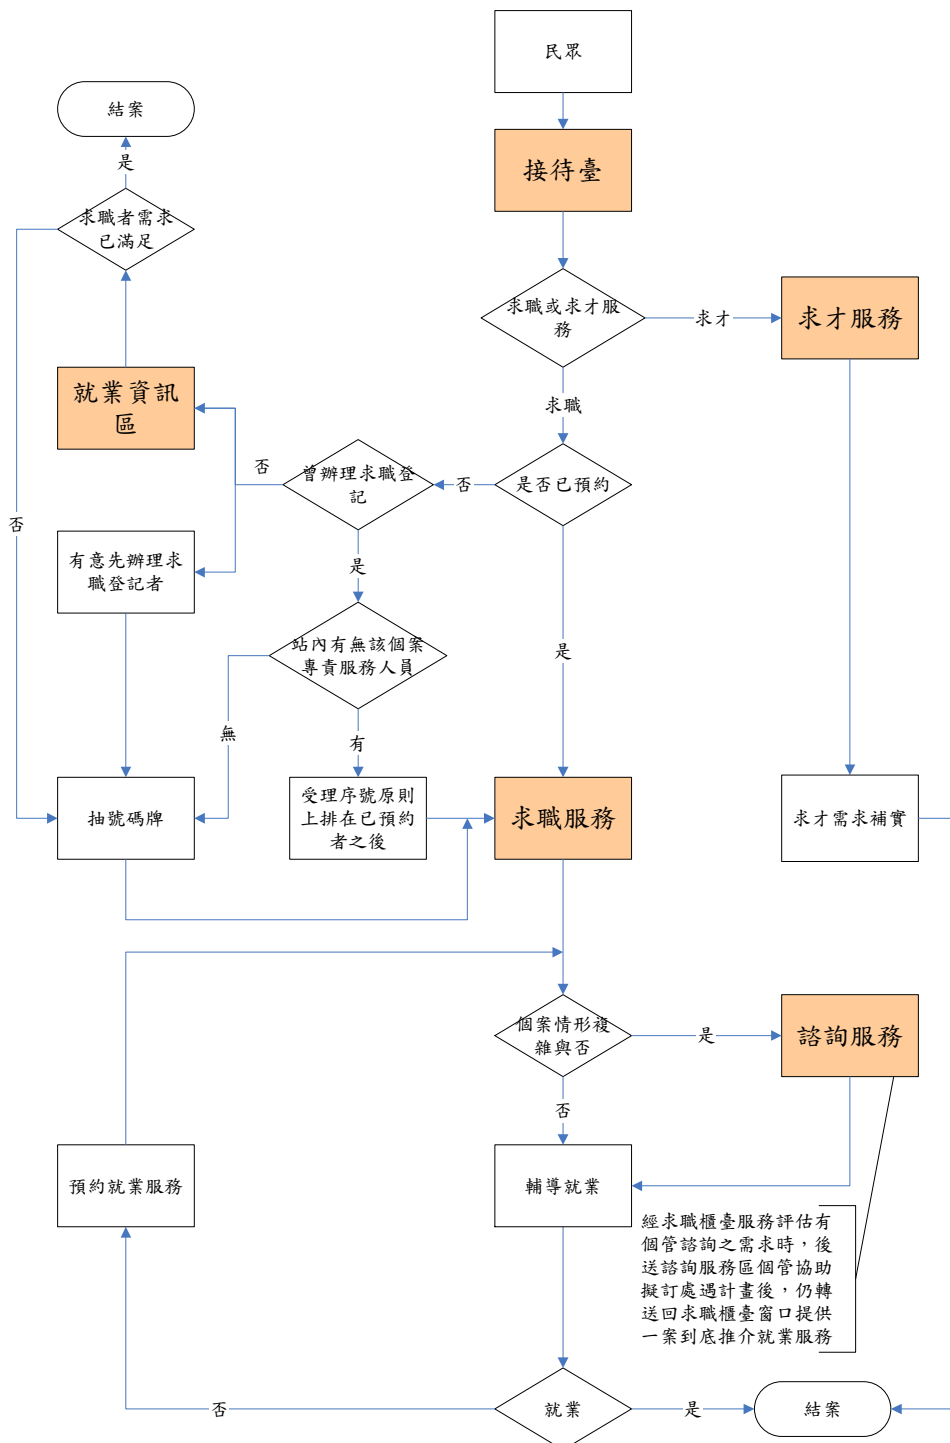 民眾
結案
接待臺
是
求職者需求
已滿足
求職或求才服
務
求才
求才服務
就業資訊
區
求職
否
曾辦理求職登
記
否
是否已預約
否
有意先辦理求
職登記者
是
站內有無該個案
專責服務人員
是
無
有
抽號碼牌
受理序號原則
上排在已預約
者之後
求職服務
求才需求補實
個案情形複
雜與否
是
諮詢服務
否
預約就業服務
輔導就業
經求職櫃臺服務評估有
個管諮詢之需求時，後
送諮詢服務區個管協助
擬訂處遇計畫後，仍轉
送回求職櫃臺窗口提供
一案到底推介就業服務
否
就業
是
結案